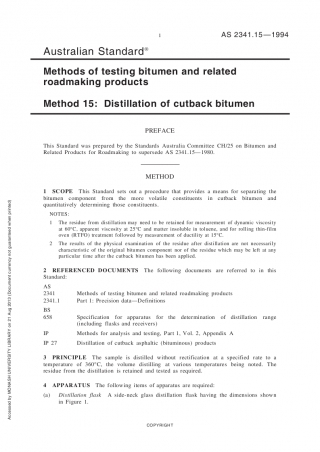 1
AS 2341.15—1994
Australian Standard®
Methods of testing bitumen and related
roadmaking products
Method 15: Distillation of cutback bitumen
PREFACE
This Standard was prepared by the Standards Australia Committee CH/25 on Bitumen and
Related Products for Roadmaking to supersede AS 2341.15—1980.
METHOD
1 SCOPE This Standard sets out a procedure that provides a means for separating the
bitumen component from the more volatile constituents in cutback bitumen and
quantitatively determining those constituents.
NOTES:
1 The residue from distillation may need to be retained for measurement of dynamic viscosity
at 60°C, apparent viscosity at 25°C and matter insoluble in toluene, and for rolling thin-film
oven (RTFO) treatment followed by measurement of ductility at 15°C.
2 The results of the physical examination of the residue after distillation are not necessarily
characteristic of the original bitumen component nor of the residue which may be left at any
particular time after the cutback bitumen has been applied.
2 REFERENCED DOCUMENTS The following documents are referred to in this
Standard:
AS
2341 Methods of testing bitumen and related roadmaking products
2341.1 Part 1: Precision data—Definitions
BS
658 Specification for apparatus for the determination of distillation range
(including flasks and receivers)
IP Methods for analysis and testing, Part 1, Vol. 2, Appendix A
IP 27 Distillation of cutback asphaltic (bituminous) products
3 PRINCIPLE The sample is distilled without rectification at a specified rate to a
temperature of 360°C, the volume distilling at various temperatures being noted. The
residue from the distillation is retained and tested as required.
4 APPARATUS The following items of apparatus are required:
(a) Distillation flask A side-neck glass distillation flask having the dimensions shown
in Figure 1.
COPYRIGHT
Accessed by MONASH UNIVERSITY LIBRARY on 21 Aug 2013 (Document currency not guaranteed when printed)